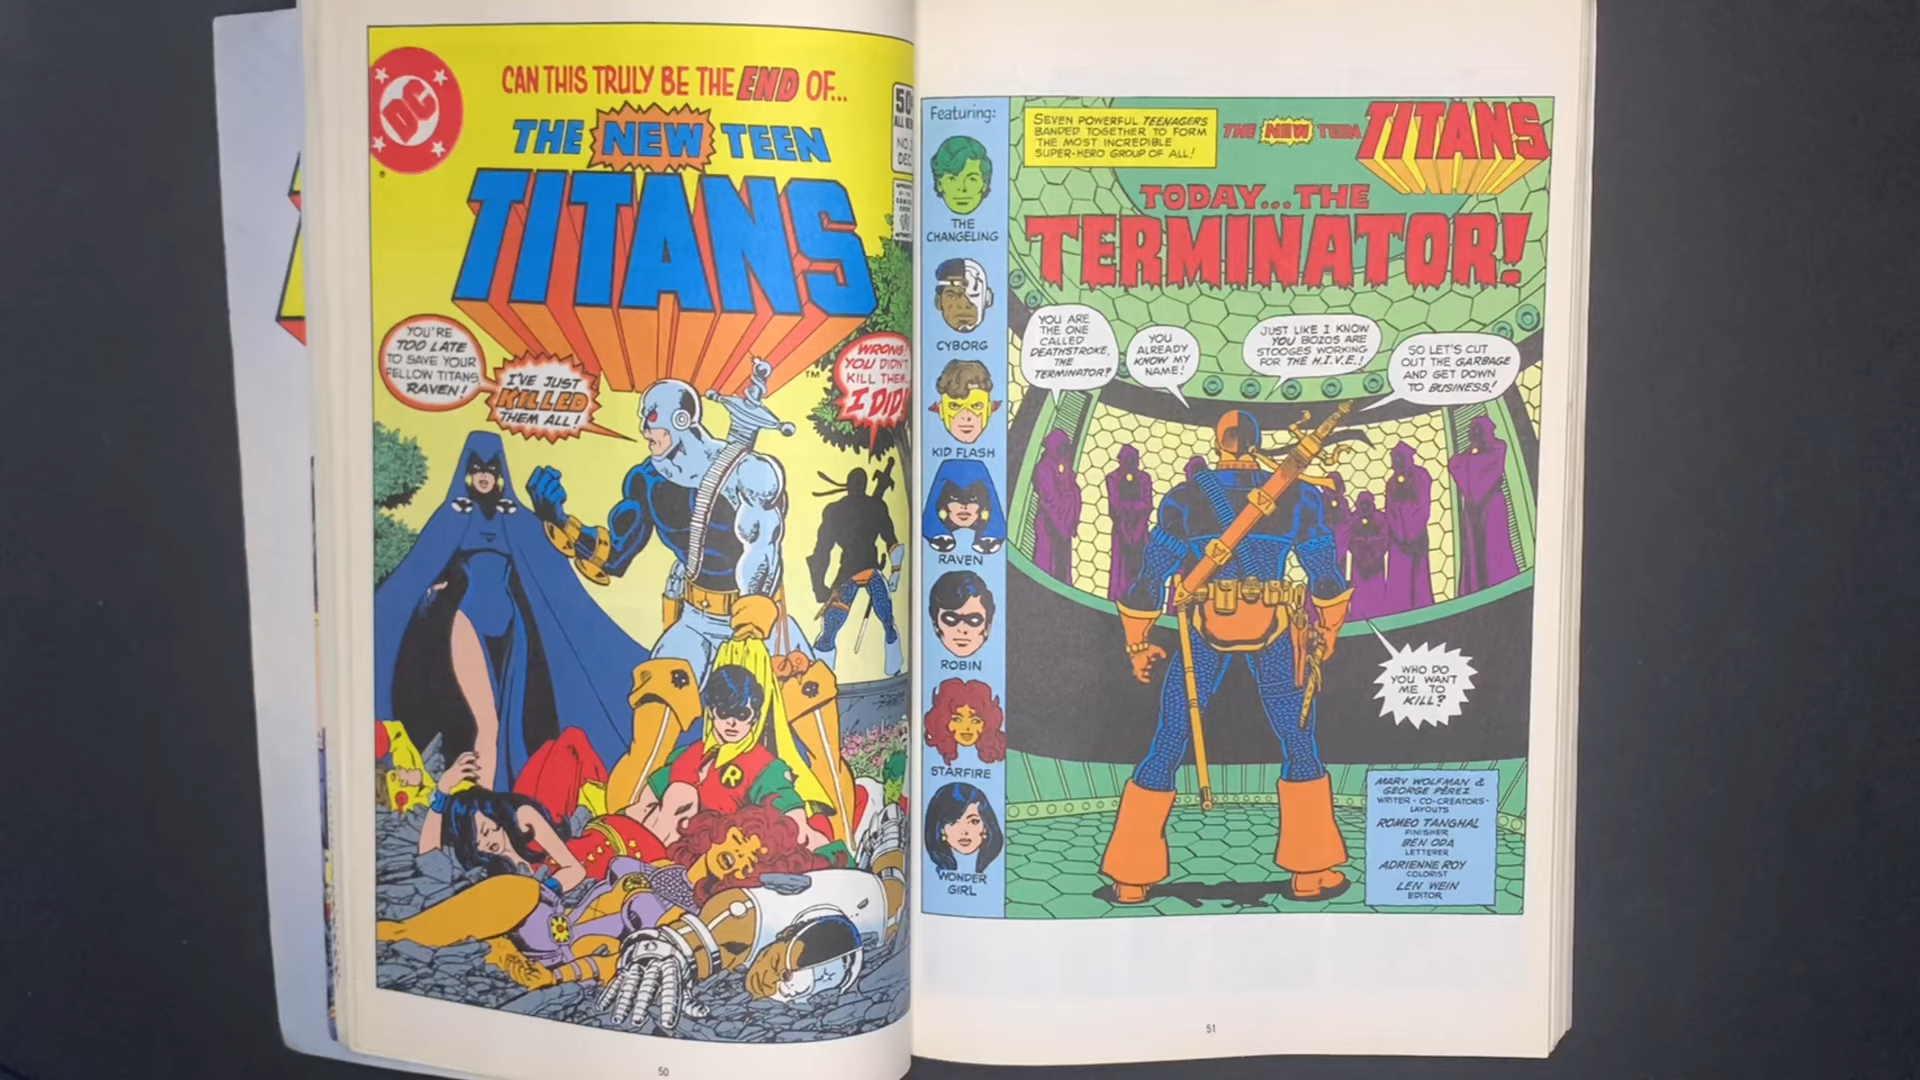 DC
CAN THIS TRULY BE THE END OF...
THE NEW TEEN
TITANS
TM
50¢
ALL NEW
DEC
YOU'RE
TOO LATE
TO SAVE YOUR
FELLOW TITANS,
RAVEN!
I'VE JUST
KILLED
THEM ALL!
WRONG!
YOU DIDN'T
KILL THEM...
I DID!
R
50
Featuring:
THE
CHANGELING
CYBORG
KID FLASH
RAVEN
ROBIN
STARFIRE
WONDER
GIRL
SEVEN POWERFUL TEENAGERS
BANDED TOGETHER TO FORM
THE MOST INCREDIBLE
SUPER-HERO GROUP OF ALL!
THE NEW TEEN TITANS
TODAY...THE
TERMINATOR!
YOU ARE
THE ONE
CALLED
DEATHSTROKE,
THE
TERMINATOR?
YOU
ALREADY
KNOW MY
NAME!
JUST LIKE I KNOW
YOU BOZOS ARE
STOOGES WORKING
FOR THE H.I.V.E.!
SO LET'S CUT
OUT THE GARBAGE
AND GET DOWN
TO BUSINESS!
WHO DO
YOU WANT
ME TO
KILL?
MARV WOLFMAN &
GEORGE PÉREZ
WRITER · CO-CREATORS ·
LAYOUTS
ROMEO TANGHAL
FINISHER
BEN ODA
LETTERER
ADRIENNE ROY
COLORIST
LEN WEIN
EDITOR
51